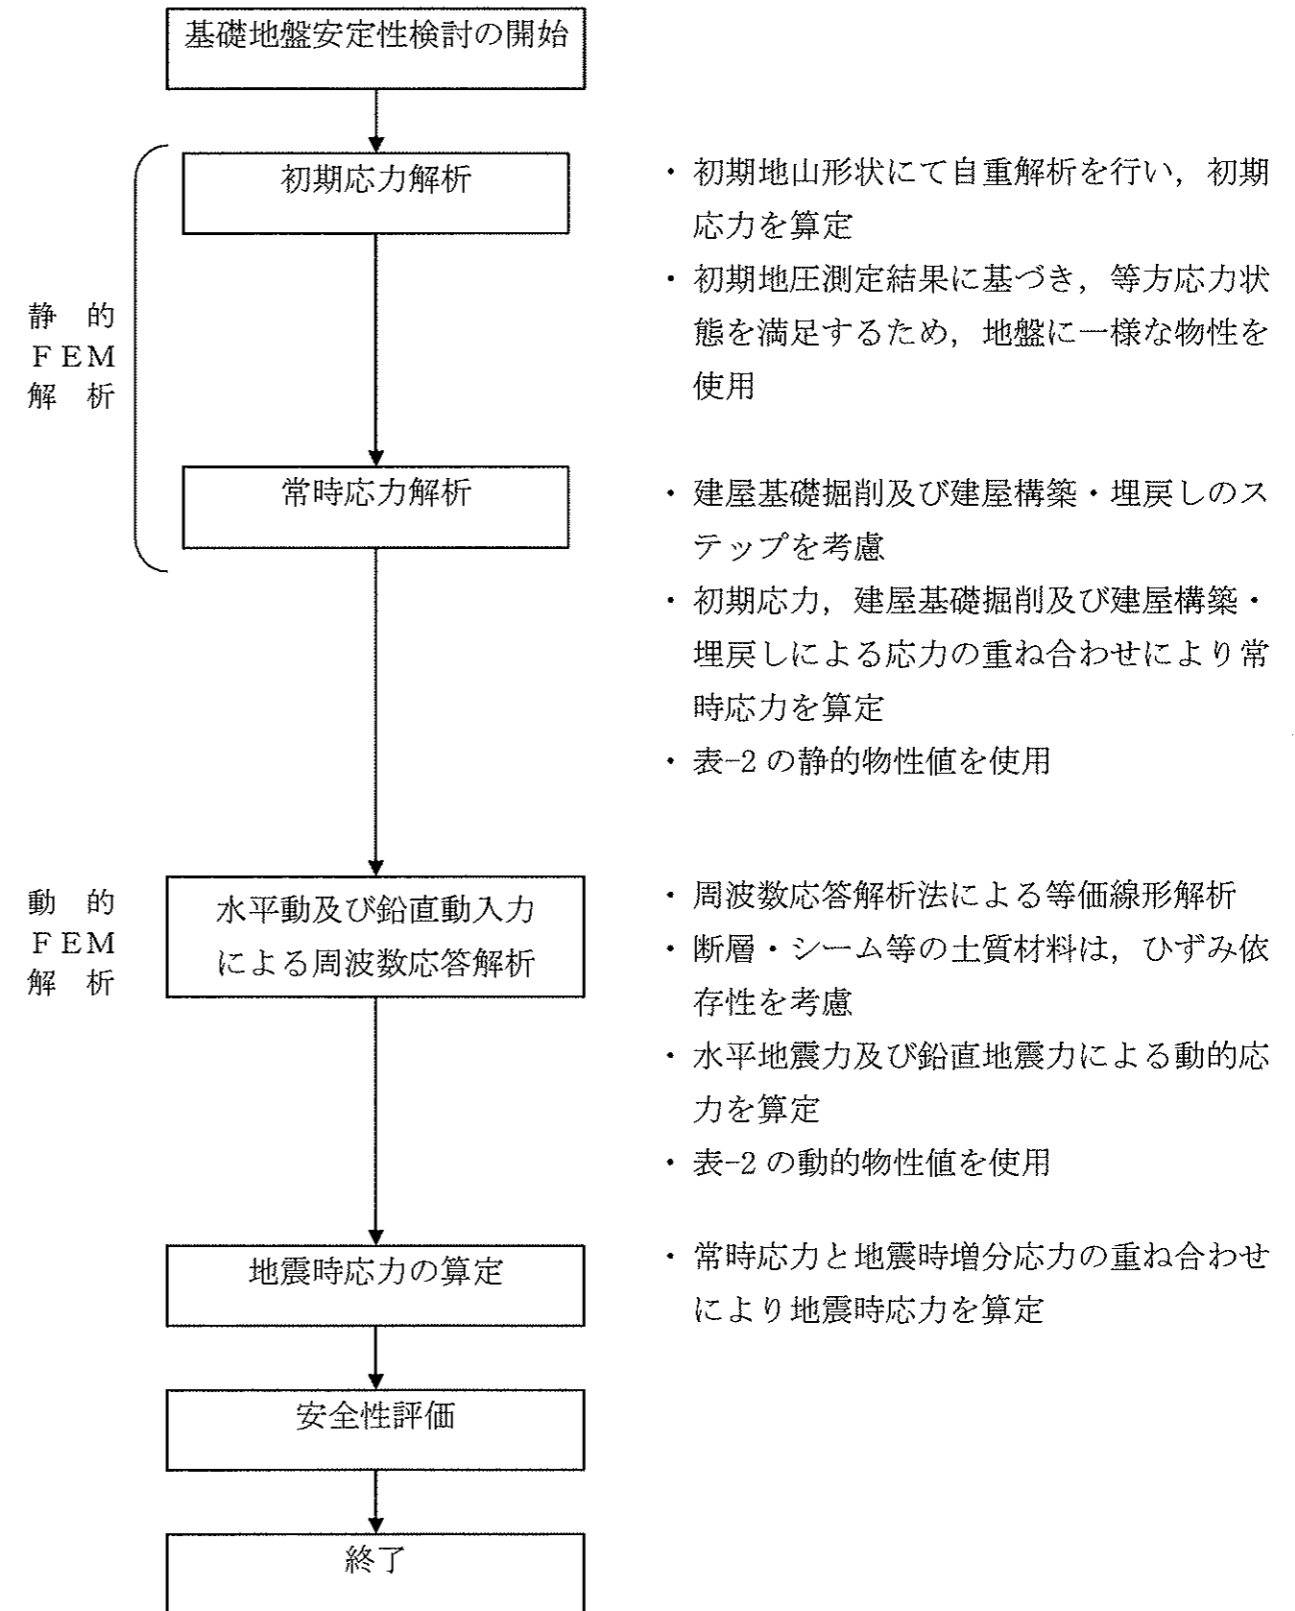 基礎地盤安定性検討の開始
初期応力解析
・初期地山形状にて自重解析を行い，初期
応力を算定
・初期地圧測定結果に基づき，等方応力状
態を満足するため，地盤に一様な物性を
使用
静　的
ＦＥＭ
解　析
常時応力解析
・建屋基礎掘削及び建屋構築・埋戻しのス
テップを考慮
・初期応力，建屋基礎掘削及び建屋構築・
埋戻しによる応力の重ね合わせにより常
時応力を算定
・表-2 の静的物性値を使用
動　的
ＦＥＭ
解　析
水平動及び鉛直動入力
による周波数応答解析
・周波数応答解析法による等価線形解析
・断層・シーム等の土質材料は，ひずみ依
存性を考慮
・水平地震力及び鉛直地震力による動的応
力を算定
・表-2 の動的物性値を使用
地震時応力の算定
・常時応力と地震時増分応力の重ね合わせ
により地震時応力を算定
安全性評価
終了